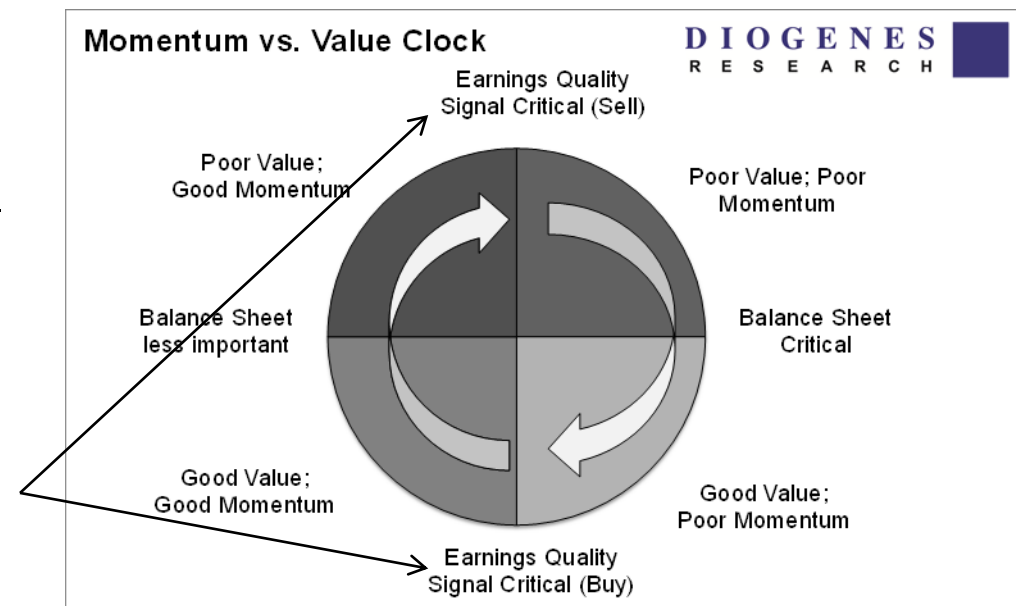 Momentum vs. Value Clock
DIOGENES
RESEARCH
Earnings Quality
Signal Critical (Sell)
Poor Value;
Good Momentum
Poor Value; Poor
Momentum
Balance Sheet
less important
Balance Sheet
Critical
Good Value;
Good Momentum
Good Value;
Poor Momentum
Earnings Quality
Signal Critical (Buy)